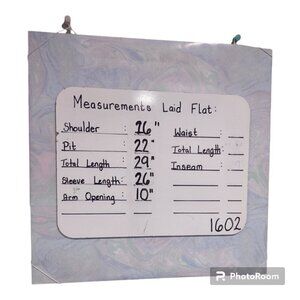 Measurements Laid Flat:
Shoulder : 26"
Pit : 22"
Total Length : 29"
Sleeve Length : 26"
Arm Opening : 10"
Waist :
Total Length :
Inseam :
1602
PhotoRoom